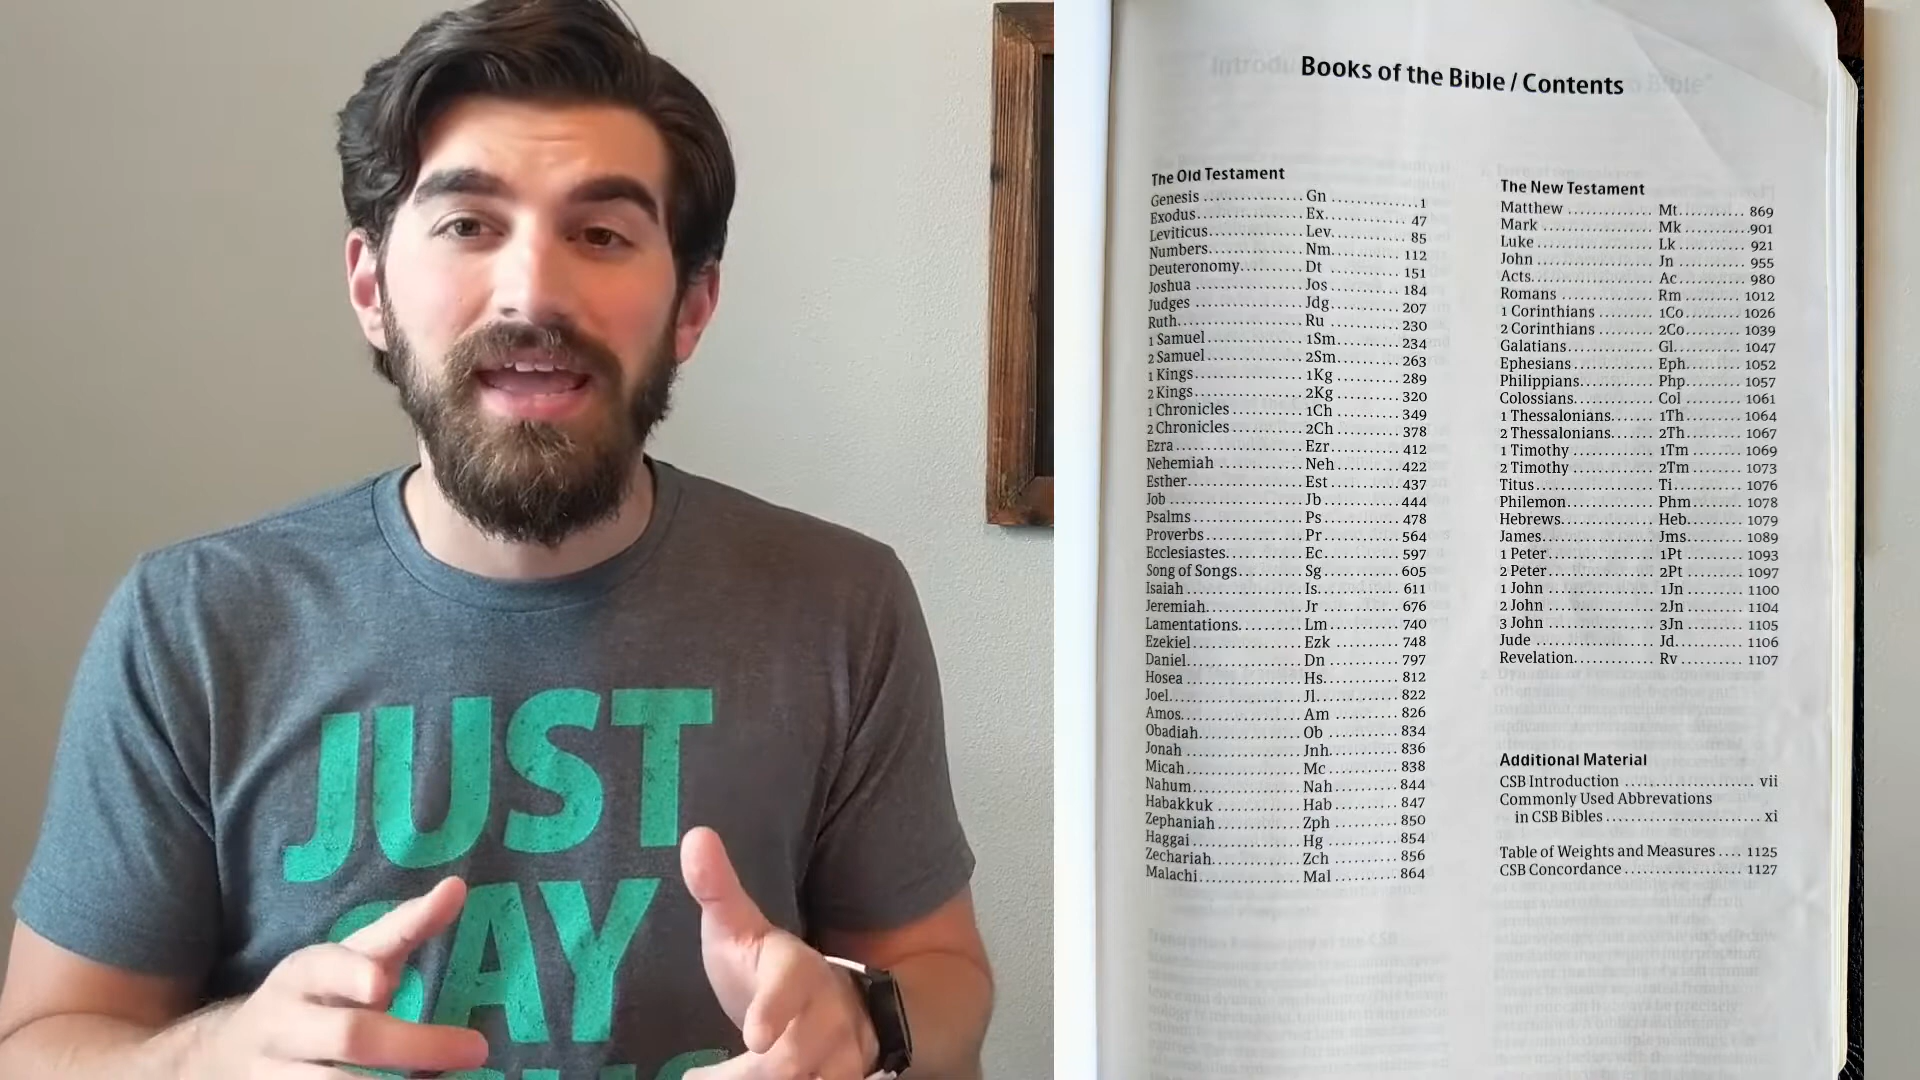 JUST
SAY
Books of the Bible / Contents
The Old Testament
Genesis .................... Gn ................1
Exodus.................... Ex................ 47
Leviticus.................... Lev................ 85
Numbers.................... Nm................ 112
Deuteronomy.................... Dt ................ 151
Joshua .................... Jos ................ 184
Judges .................... Jdg................ 207
Ruth.................... Ru ................ 230
1 Samuel .................... 1Sm................ 234
2 Samuel .................... 2Sm................ 263
1 Kings.................... 1Kg ................ 289
2 Kings.................... 2Kg ................ 320
1 Chronicles .................... 1Ch ................ 349
2 Chronicles .................... 2Ch ................ 378
Ezra .................... Ezr ................ 412
Nehemiah .................... Neh ................ 422
Esther.................... Est ................ 437
Job .................... Jb ................ 444
Psalms .................... Ps ................ 478
Proverbs .................... Pr ................ 564
Ecclesiastes.................... Ec ................ 597
Song of Songs.................... Sg ................ 605
Isaiah .................... Is................ 611
Jeremiah.................... Jr ................ 676
Lamentations.................... Lm ................ 740
Ezekiel.................... Ezk ................ 748
Daniel.................... Dn ................ 797
Hosea .................... Hs................ 812
Joel.................... Jl................ 822
Amos.................... Am ................ 826
Obadiah.................... Ob ................ 834
Jonah .................... Jnh................ 836
Micah .................... Mc ................ 838
Nahum .................... Nah ................ 844
Habakkuk .................... Hab ................ 847
Zephaniah .................... Zph ................ 850
Haggai .................... Hg ................ 854
Zechariah.................... Zch ................ 856
Malachi.................... Mal ................ 864
The New Testament
Matthew .................... Mt................ 869
Mark .................... Mk ................901
Luke .................... Lk ................ 921
John .................... Jn ................ 955
Acts.................... Ac ................ 980
Romans .................... Rm ................ 1012
1 Corinthians .................... 1Co................ 1026
2 Corinthians .................... 2Co................ 1039
Galatians.................... Gl................ 1047
Ephesians .................... Eph................ 1052
Philippians.................... Php................ 1057
Colossians.................... Col ................ 1061
1 Thessalonians.................... 1Th ................ 1064
2 Thessalonians.................... 2Th................ 1067
1 Timothy .................... 1Tm ................ 1069
2 Timothy .................... 2Tm ................ 1073
Titus.................... Ti................ 1076
Philemon.................... Phm ................ 1078
Hebrews.................... Heb................ 1079
James.................... Jms................ 1089
1 Peter.................... 1Pt ................ 1093
2 Peter.................... 2Pt ................ 1097
1 John .................... 1Jn ................ 1100
2 John .................... 2Jn ................ 1104
3 John .................... 3Jn ................ 1105
Jude .................... Jd................ 1106
Revelation.................... Rv ................ 1107
Additional Material
CSB Introduction .................... vii
Commonly Used Abbrevations
in CSB Bibles .................... xi
Table of Weights and Measures .... 1125
CSB Concordance .................... 1127